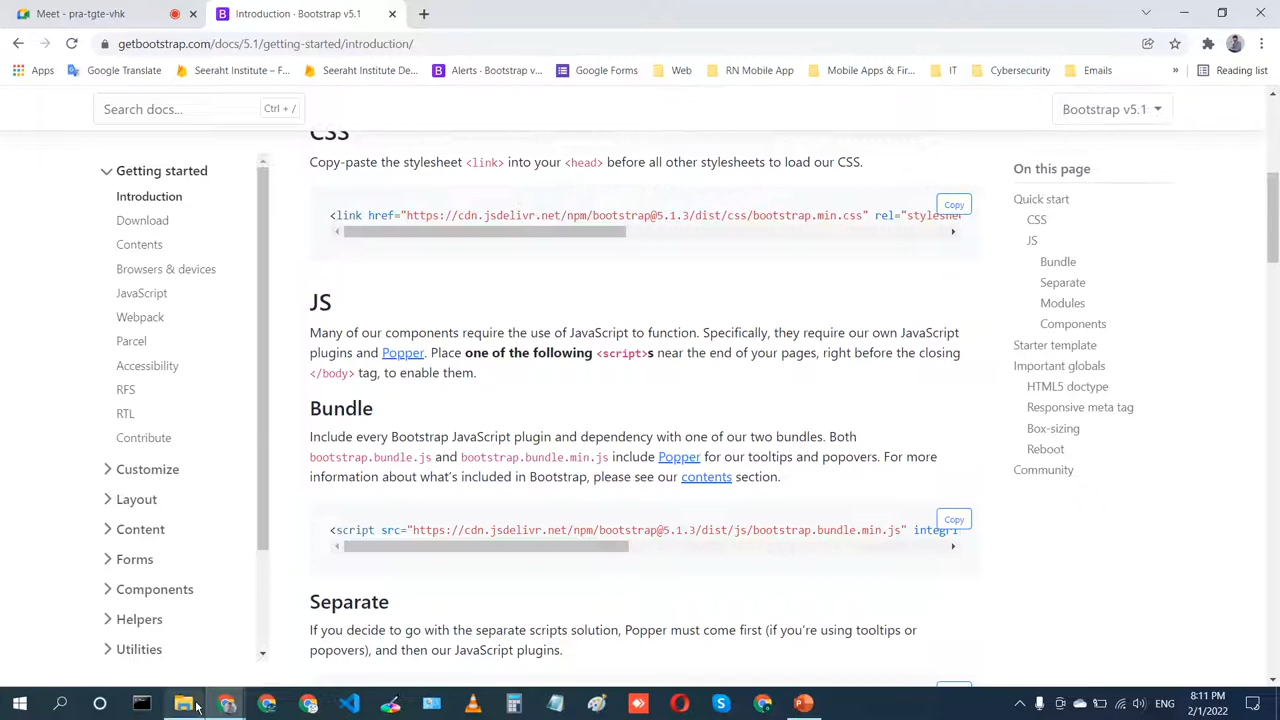 Meet - pra-tgte-vhk
Introduction · Bootstrap v5.1
getbootstrap.com/docs/5.1/getting-started/introduction/
Apps Google Translate Seeraht Institute – F... Seeraht Institute De... Alerts · Bootstrap v... Google Forms Web RN Mobile App Mobile Apps & Fir... IT Cybersecurity Emails » Reading list
Search docs... Ctrl + /
Bootstrap v5.1
Getting started
Introduction
Download
Contents
Browsers & devices
JavaScript
Webpack
Parcel
Accessibility
RFS
RTL
Contribute
Customize
Layout
Content
Forms
Components
Helpers
Utilities
CSS
Copy-paste the stylesheet <link> into your <head> before all other stylesheets to load our CSS.
Copy
<link href="https://cdn.jsdelivr.net/npm/bootstrap@5.1.3/dist/css/bootstrap.min.css" rel="styleshe
JS
Many of our components require the use of JavaScript to function. Specifically, they require our own JavaScript
plugins and Popper. Place one of the following <script>s near the end of your pages, right before the closing
</body> tag, to enable them.
Bundle
Include every Bootstrap JavaScript plugin and dependency with one of our two bundles. Both
bootstrap.bundle.js and bootstrap.bundle.min.js include Popper for our tooltips and popovers. For more
information about what's included in Bootstrap, please see our contents section.
Copy
<script src="https://cdn.jsdelivr.net/npm/bootstrap@5.1.3/dist/js/bootstrap.bundle.min.js" integri
Separate
If you decide to go with the separate scripts solution, Popper must come first (if you're using tooltips or
popovers), and then our JavaScript plugins.
On this page
Quick start
CSS
JS
Bundle
Separate
Modules
Components
Starter template
Important globals
HTML5 doctype
Responsive meta tag
Box-sizing
Reboot
Community
ENG
8:11 PM
2/1/2022